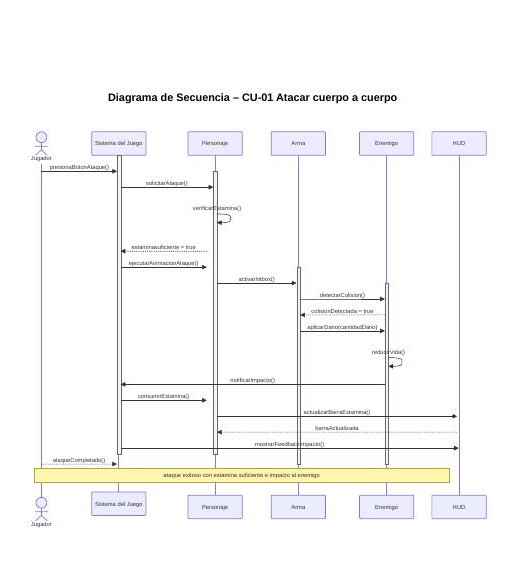 Diagrama de Secuencia – CU-01 Atacar cuerpo a cuerpo
Jugador
Sistema del Juego
Personaje
Arma
Enemigo
HUD
presionaBotonAtaque()
solicitarAtaque()
verificarEstamina()
estaminasuficiente = true
ejecutarAnimacionAtaque()
activarhitbox()
detectarColision()
colisionDetectada = true
aplicarDano(cantidadDano)
reducirVida()
notificarImpacto()
consumirEstamina()
actualizarBarraEstamina()
barraActualizada
mostrarFeedbackImpacto()
ataqueCompletado()
ataque exitoso con estamina suficiente e impacto al enemigo
Jugador
Sistema del Juego
Personaje
Arma
Enemigo
HUD